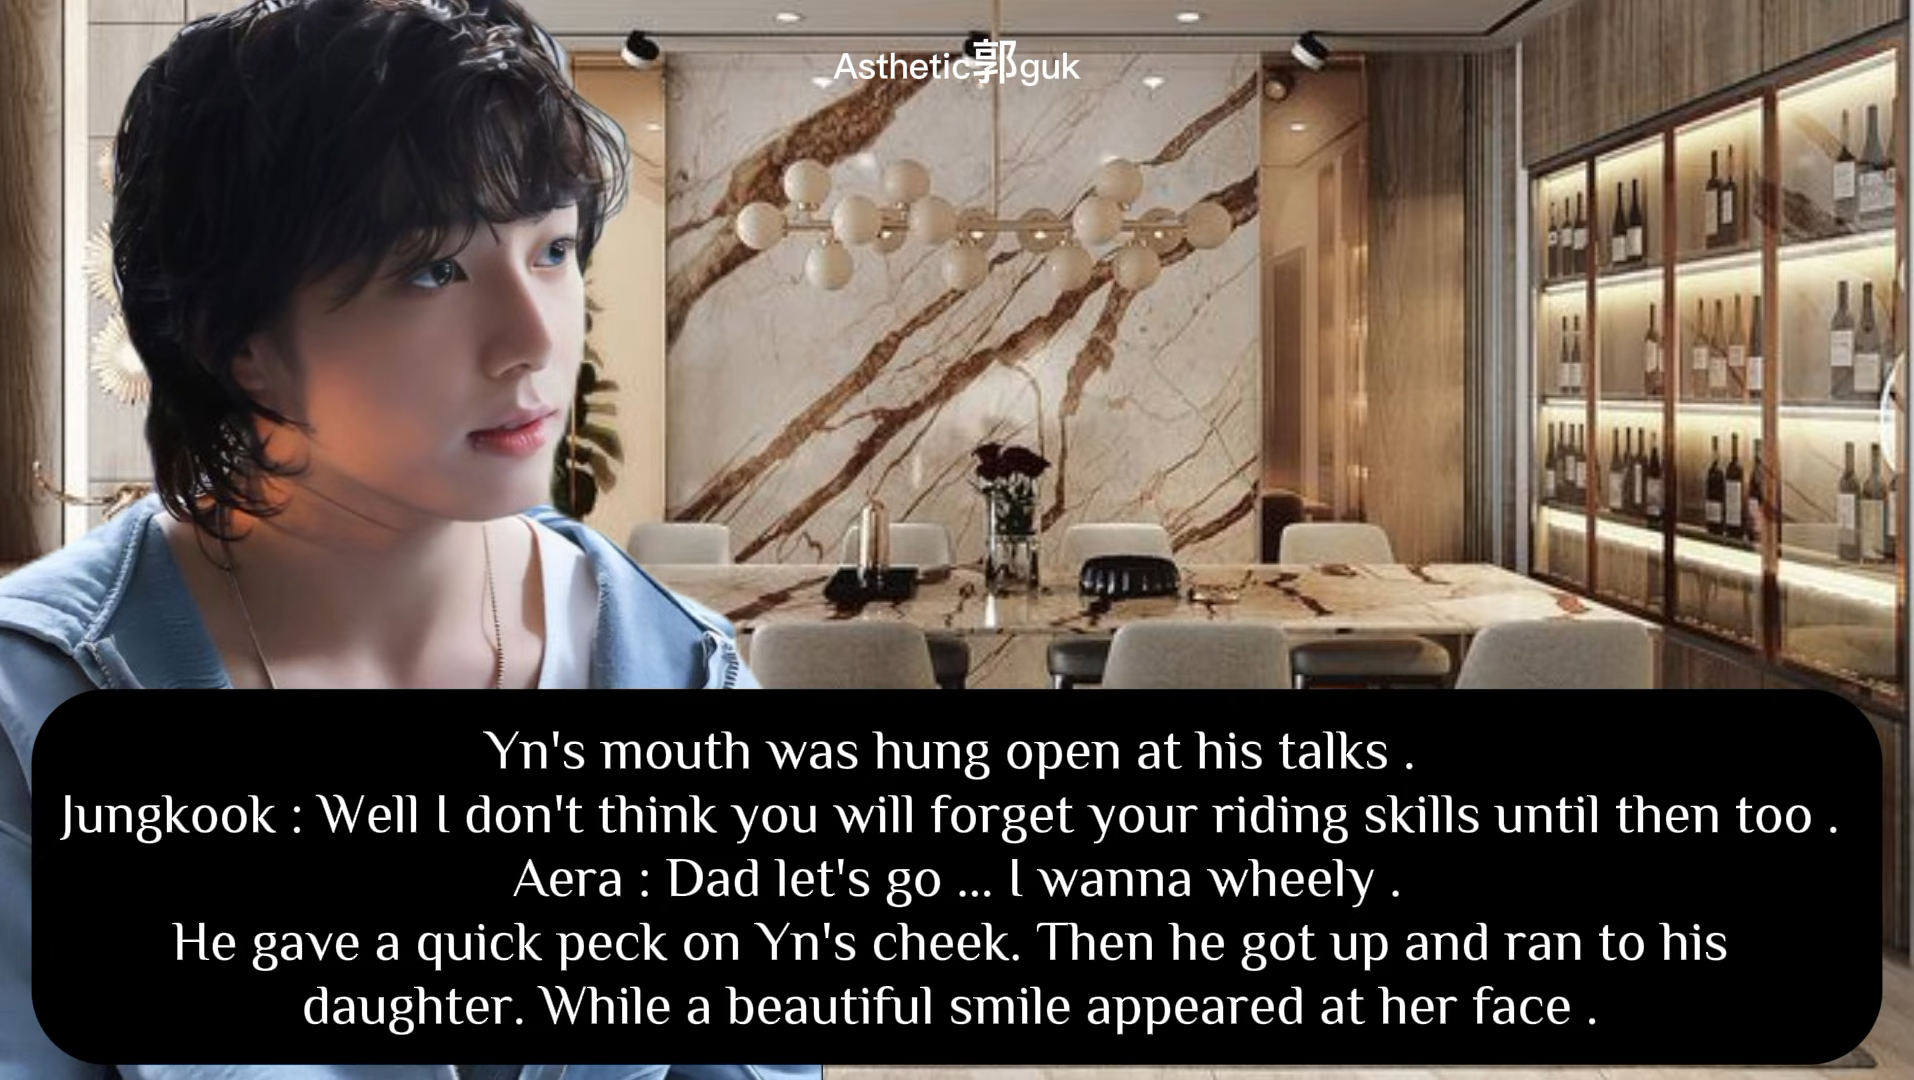 Asthetic郭guk
Yn's mouth was hung open at his talks .
Jungkook : Well I don't think you will forget your riding skills until then too .
Aera : Dad let's go ... I wanna wheely .
He gave a quick peck on Yn's cheek. Then he got up and ran to his
daughter. While a beautiful smile appeared at her face .